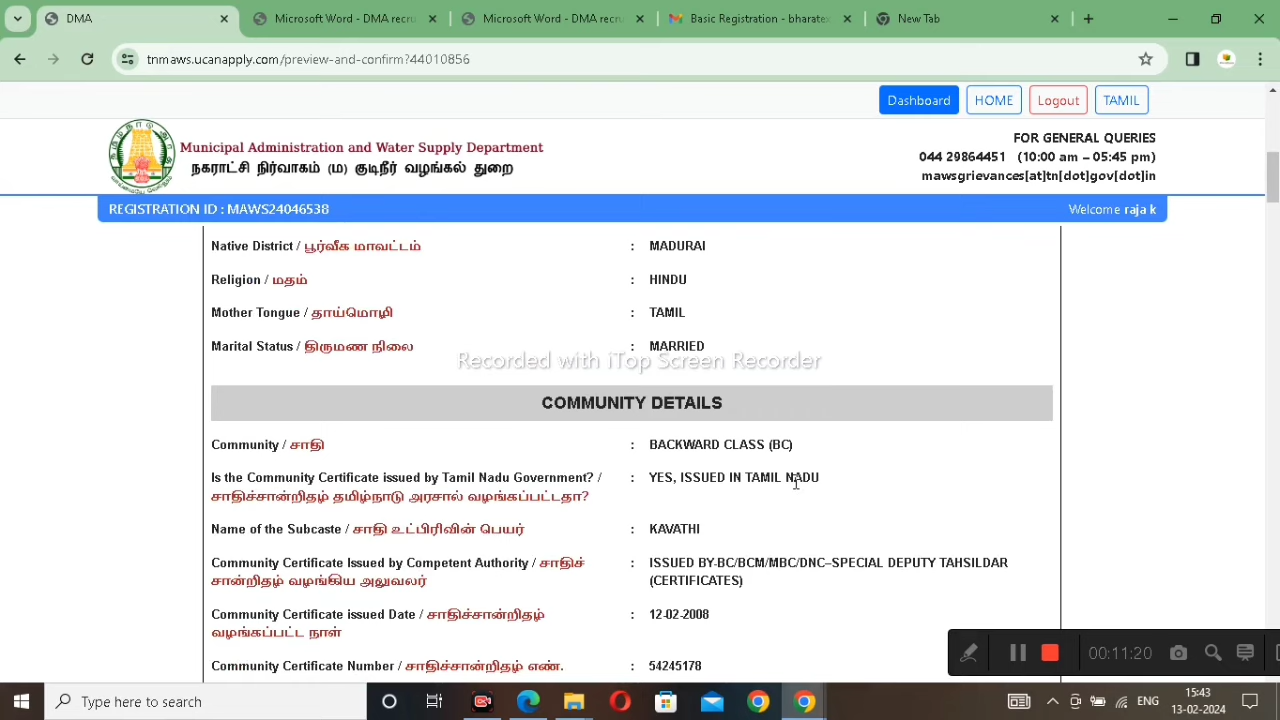 DMA
Microsoft Word - DMA recru
Microsoft Word - DMA recru
Basic Registration - bharatex
New Tab
tnmaws.ucanapply.com/preview-and-confirm?44010856
Dashboard HOME Logout TAMIL
Municipal Administration and Water Supply Department
நகராட்சி நிர்வாகம் (ம) குடிநீர் வழங்கல் துறை
FOR GENERAL QUERIES
044 29864451 (10:00 am – 05:45 pm)
mawsgrievances[at]tn[dot]gov[dot]in
REGISTRATION ID : MAWS24046538 Welcome raja k
Native District / பூர்வீக மாவட்டம் : MADURAI
Religion / மதம் : HINDU
Mother Tongue / தாய்மொழி : TAMIL
Marital Status / திருமண நிலை : MARRIED
Recorded with iTop Screen Recorder
COMMUNITY DETAILS
Community / சாதி : BACKWARD CLASS (BC)
Is the Community Certificate issued by Tamil Nadu Government? / : YES, ISSUED IN TAMIL NADU
சாதிச்சான்றிதழ் தமிழ்நாடு அரசால் வழங்கப்பட்டதா?
Name of the Subcaste / சாதி உட்பிரிவின் பெயர் : KAVATHI
Community Certificate Issued by Competent Authority / சாதிச் : ISSUED BY-BC/BCM/MBC/DNC–SPECIAL DEPUTY TAHSILDAR
சான்றிதழ் வழங்கிய அலுவலர் (CERTIFICATES)
Community Certificate issued Date / சாதிச்சான்றிதழ் : 12-02-2008
வழங்கப்பட்ட நாள்
Community Certificate Number / சாதிச்சான்றிதழ் எண். : 54245178
00:11:20
Type here to search
ENG
15:43
13-02-2024